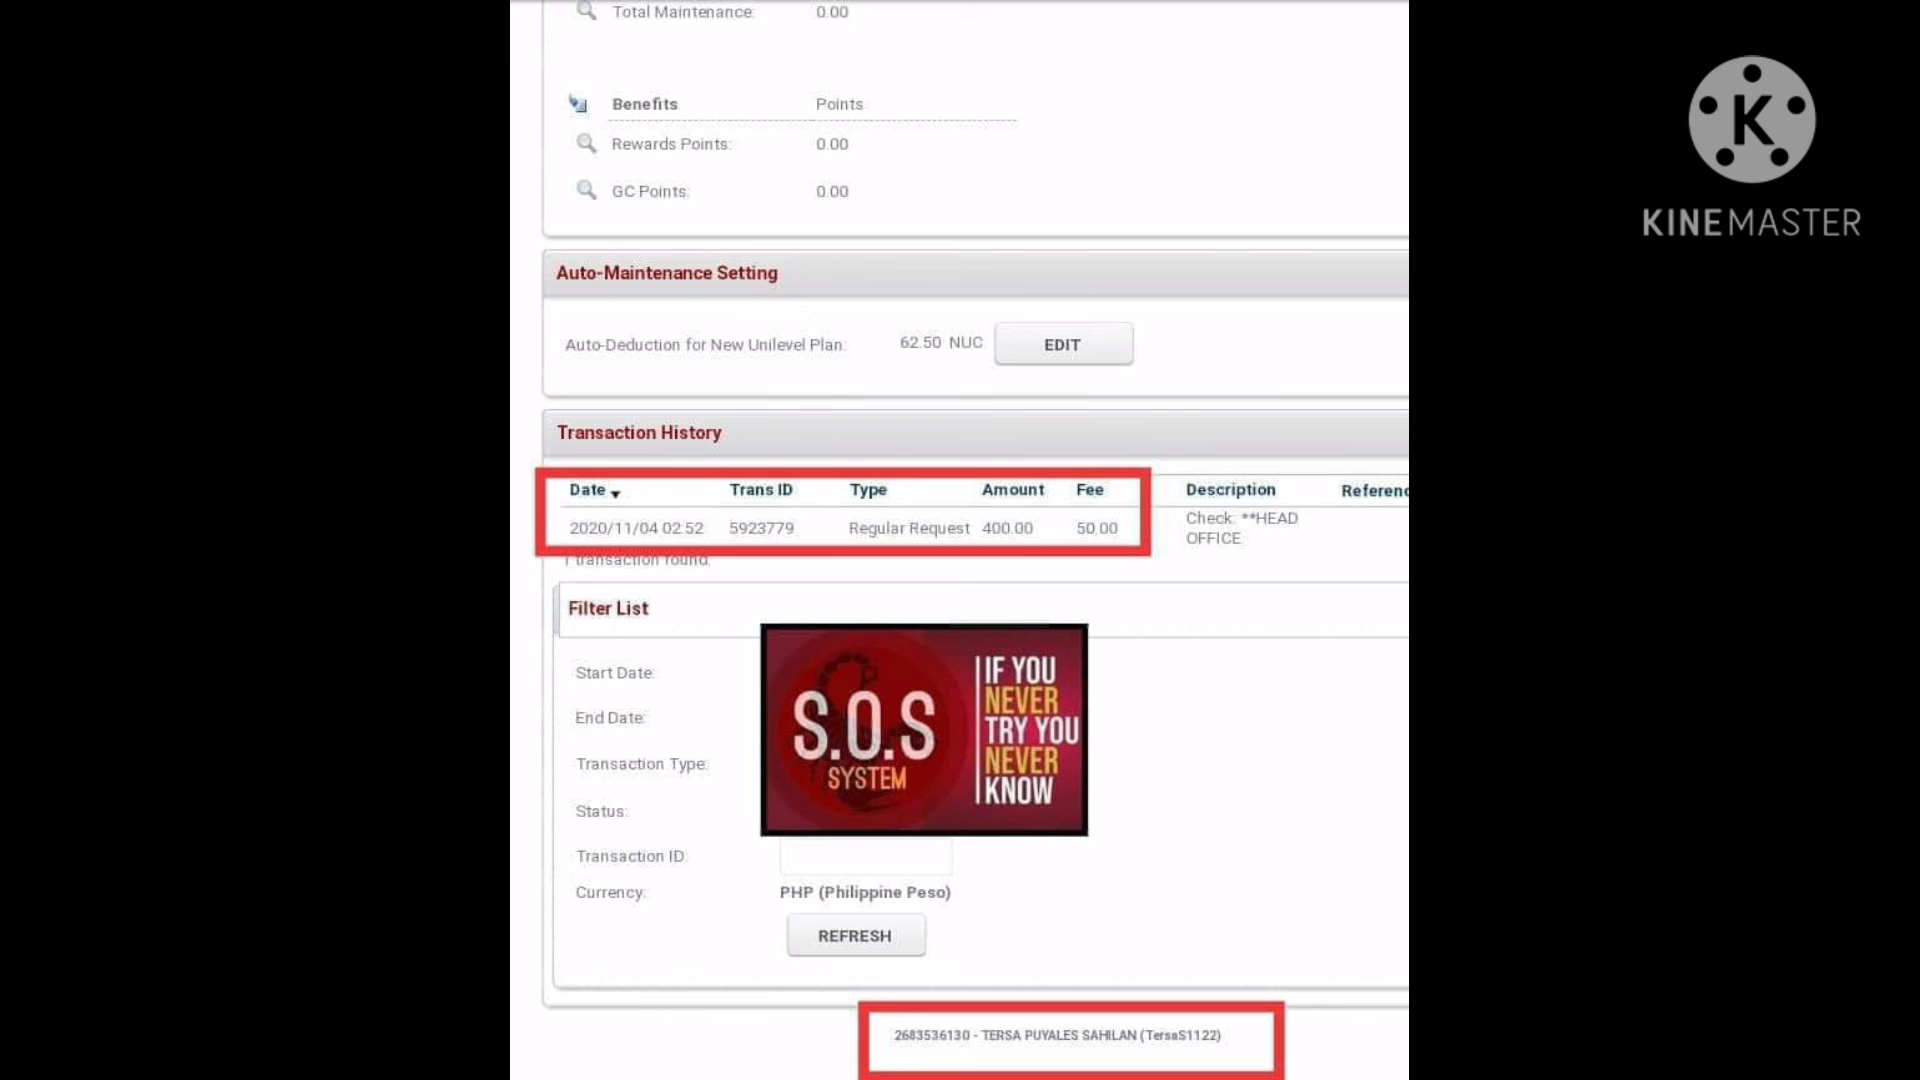 Total Maintenance: 0.00
Benefits Points
Rewards Points: 0.00
GC Points: 0.00
Auto-Maintenance Setting
Auto-Deduction for New Unilevel Plan: 62.50 NUC EDIT
Transaction History
Date Trans ID Type Amount Fee Description Referenc
2020/11/04 02:52 5923779 Regular Request 400.00 50.00 Check: **HEAD
OFFICE
1 transaction found.
Filter List
Start Date:
End Date:
Transaction Type:
Status:
Transaction ID:
Currency: PHP (Philippine Peso)
REFRESH
S.O.S
SYSTEM
IF YOU
NEVER
TRY YOU
NEVER
KNOW
2683536130 - TERSA PUYALES SAHILAN (TersaS1122)
K
KINEMASTER